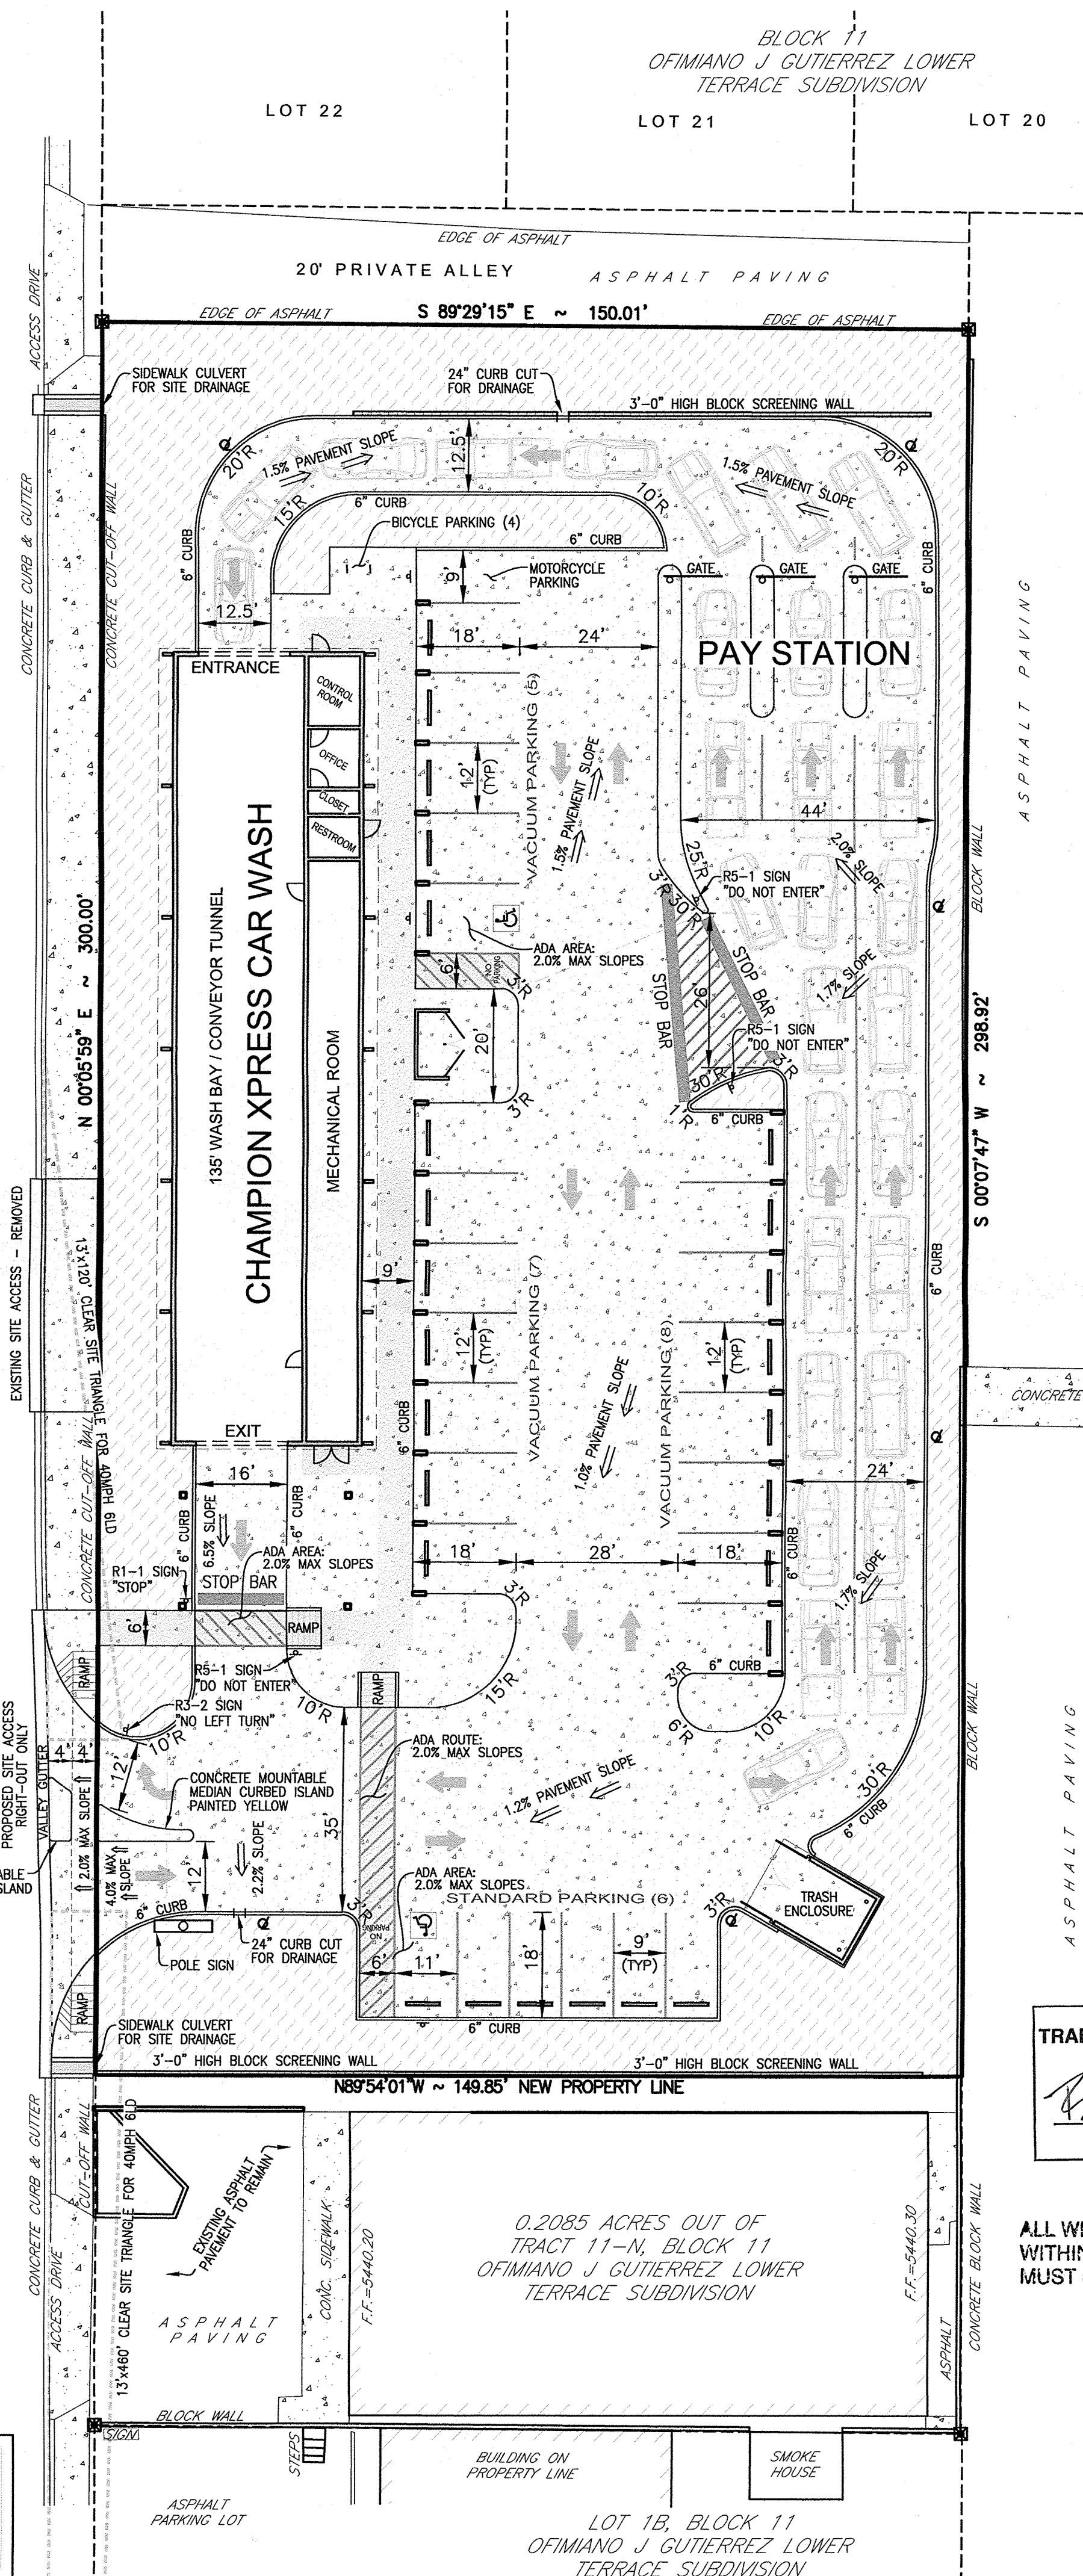 BLOCK 11
OFIMIANO J GUTIERREZ LOWER
TERRACE SUBDIVISION
LOT 22
LOT 21
LOT 20
EDGE OF ASPHALT
20' PRIVATE ALLEY
ASPHALT PAVING
ACCESS DRIVE
EDGE OF ASPHALT
S 89°29'15" E ~ 150.01'
EDGE OF ASPHALT
SIDEWALK CULVERT
FOR SITE DRAINAGE
24" CURB CUT
FOR DRAINAGE
3'-0" HIGH BLOCK SCREENING WALL
20'R
1.5% PAVEMENT SLOPE
12.5'
1.5% PAVEMENT SLOPE
20'R
CONCRETE CURB & GUTTER
CONCRETE CUT-OFF WALL
15'R
6" CURB
10'R
BICYCLE PARKING (4)
6" CURB
6" CURB
6" CURB
9'
MOTORCYCLE
PARKING
GATE
GATE
GATE
12.5'
18'
24'
PAY STATION
ENTRANCE
CONTROL
ROOM
OFFICE
CLOSET
RESTROOM
VACUUM PARKING (5)
12'
(TYP)
1.5% PAVEMENT SLOPE
ASPHALT PAVING
44'
2.0% SLOPE
BLOCK WALL
25'R
3'R
30'R
R5-1 SIGN
"DO NOT ENTER"
135' WASH BAY / CONVEYOR TUNNEL
CHAMPION XPRESS CAR WASH
MECHANICAL ROOM
N 00°05'59" E ~ 300.00'
ADA AREA:
2.0% MAX SLOPES
6'
NO
PARKING
3'R
STOP BAR
26'
STOP BAR
1.7% SLOPE
S 00°07'47" W ~ 298.92'
20'
R5-1 SIGN
"DO NOT ENTER"
30'R
3'R
3'R
1'R
6" CURB
EXISTING SITE ACCESS - REMOVED
13'x120' CLEAR SITE TRIANGLE FOR 40MPH 6LD
9'
6" CURB
VACUUM PARKING (7)
12'
(TYP)
VACUUM PARKING (8)
12'
(TYP)
1.0% PAVEMENT SLOPE
CONCRETE
6" CURB
CONCRETE CUT-OFF WALL
EXIT
16'
24'
6" CURB
6.5% SLOPE
6" CURB
ADA AREA:
2.0% MAX SLOPES
18'
28'
18'
6" CURB
R1-1 SIGN
"STOP"
STOP BAR
1.7% SLOPE
3'R
6'
RAMP
RAMP
R5-1 SIGN
"DO NOT ENTER"
3'R
6" CURB
RAMP
15'R
10'R
R3-2 SIGN
"NO LEFT TURN"
6'R
10'R
BLOCK WALL
PROPOSED SITE ACCESS
RIGHT-OUT ONLY
VALLEY GUTTER
4'
4'
10'R
12'
ADA ROUTE:
2.0% MAX SLOPES
CONCRETE MOUNTABLE
MEDIAN CURBED ISLAND
PAINTED YELLOW
1.2% PAVEMENT SLOPE
30'R
6" CURB
ASPHALT PAVING
2.0% MAX SLOPE
35'
4.0% MAX
SLOPE
12'
2.2% SLOPE
ADA AREA:
2.0% MAX SLOPES
STANDARD PARKING (6)
TRASH
ENCLOSURE
6" CURB
3'R
NO
PARKING
3'R
POLE SIGN
24" CURB CUT
FOR DRAINAGE
6'
11'
18'
9'
(TYP)
RAMP
6" CURB
SIDEWALK CULVERT
FOR SITE DRAINAGE
3'-0" HIGH BLOCK SCREENING WALL
3'-0" HIGH BLOCK SCREENING WALL
N89°54'01"W ~ 149.85' NEW PROPERTY LINE
CONCRETE CURB & GUTTER
CUT-OFF WALL
ACCESS DRIVE
13'x460' CLEAR SITE TRIANGLE FOR 40MPH 6LD
EXISTING ASPHALT
PAVEMENT TO REMAIN
CONC. SIDEWALK
F.F.=5440.20
0.2085 ACRES OUT OF
TRACT 11-N, BLOCK 11
OFIMIANO J GUTIERREZ LOWER
TERRACE SUBDIVISION
F.F.=5440.30
CONCRETE BLOCK WALL
ASPHALT
PAVING
ASPHALT
ALL
WITHIN
MUST
BLOCK WALL
SIGN
STEPS
BUILDING ON
PROPERTY LINE
SMOKE
HOUSE
ASPHALT
PARKING LOT
LOT 1B, BLOCK 11
OFIMIANO J GUTIERREZ LOWER
TERRACE SUBDIVISION